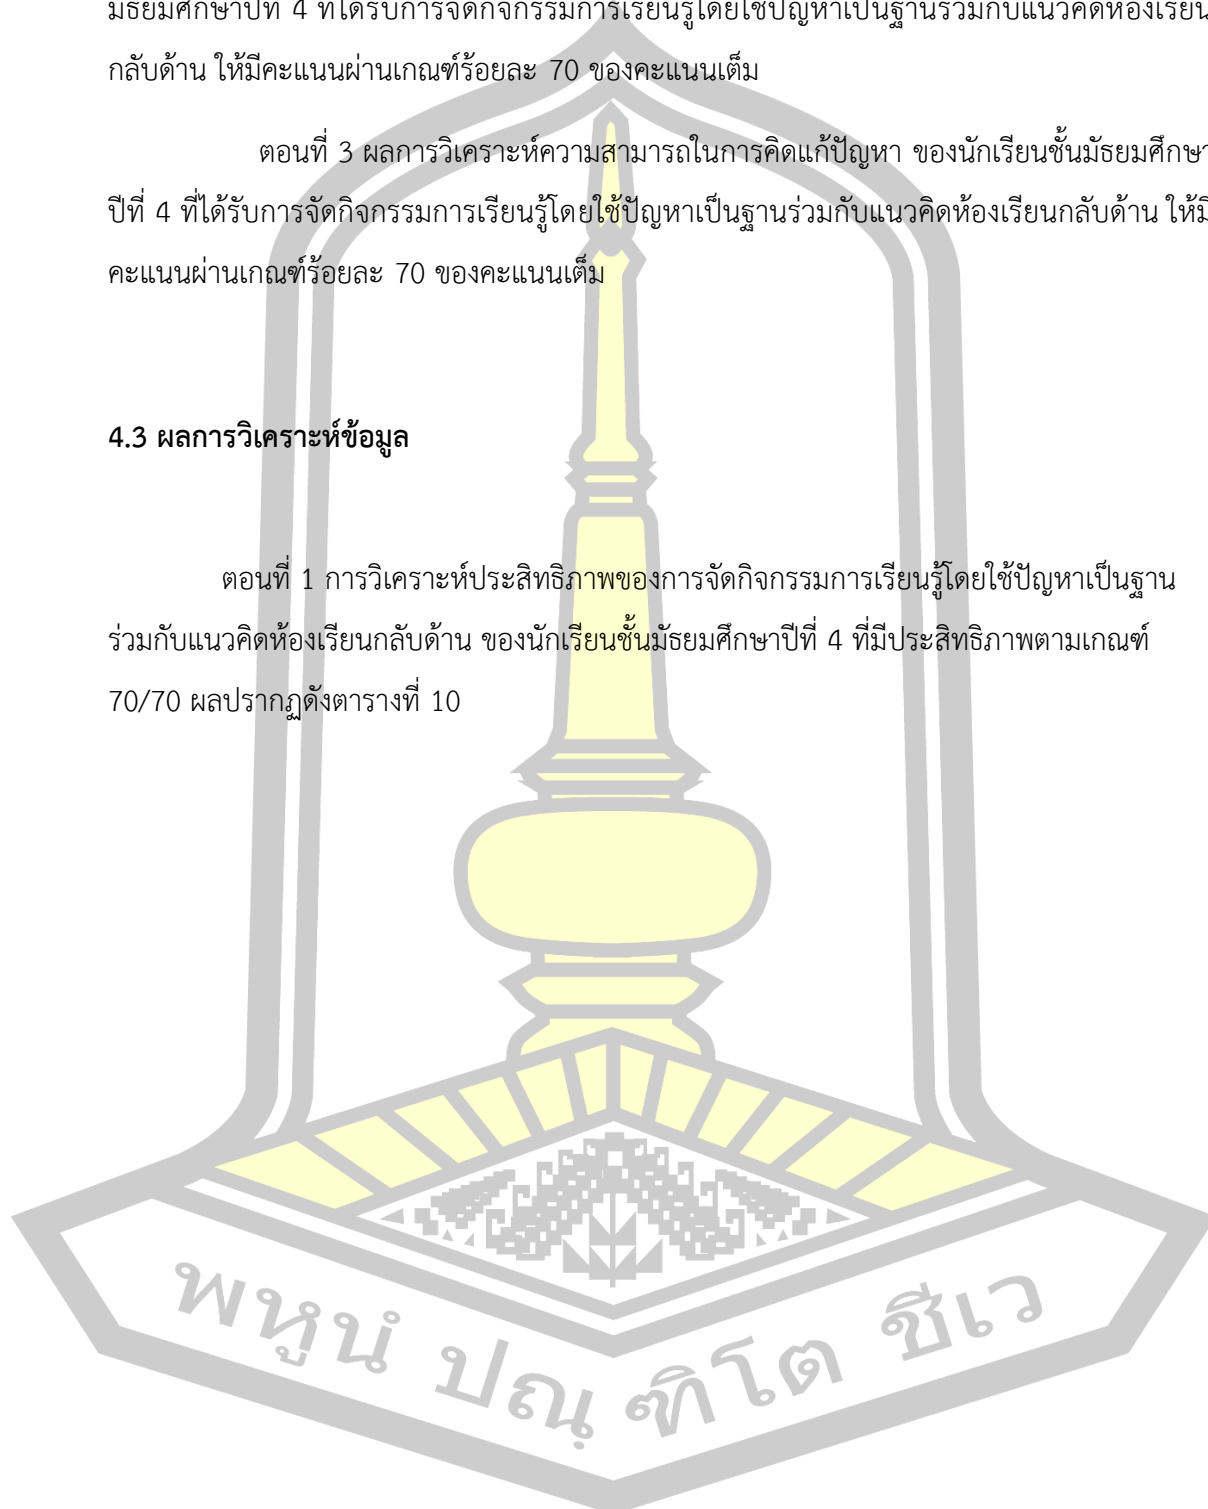 มัธยมศึกษาปีที่ 4 ที่ได้รับการจัดกิจกรรมการเรียนรู้โดยใช้ปัญหาเป็นฐานร่วมกับแนวคิดห้องเรียน
กลับด้าน ให้มีคะแนนผ่านเกณฑ์ร้อยละ 70 ของคะแนนเต็ม
ตอนที่ 3 ผลการวิเคราะห์ความสามารถในการคิดแก้ปัญหา ของนักเรียนชั้นมัธยมศึกษา
ปีที่ 4 ที่ได้รับการจัดกิจกรรมการเรียนรู้โดยใช้ปัญหาเป็นฐานร่วมกับแนวคิดห้องเรียนกลับด้าน ให้มี
คะแนนผ่านเกณฑ์ร้อยละ 70 ของคะแนนเต็ม
4.3 ผลการวิเคราะห์ข้อมูล
ตอนที่ 1 การวิเคราะห์ประสิทธิภาพของการจัดกิจกรรมการเรียนรู้โดยใช้ปัญหาเป็นฐาน
ร่วมกับแนวคิดห้องเรียนกลับด้าน ของนักเรียนชั้นมัธยมศึกษาปีที่ 4 ที่มีประสิทธิภาพตามเกณฑ์
70/70 ผลปรากฏดังตารางที่ 10
พหูนํ ปณฺ ฑิโต ชีเว